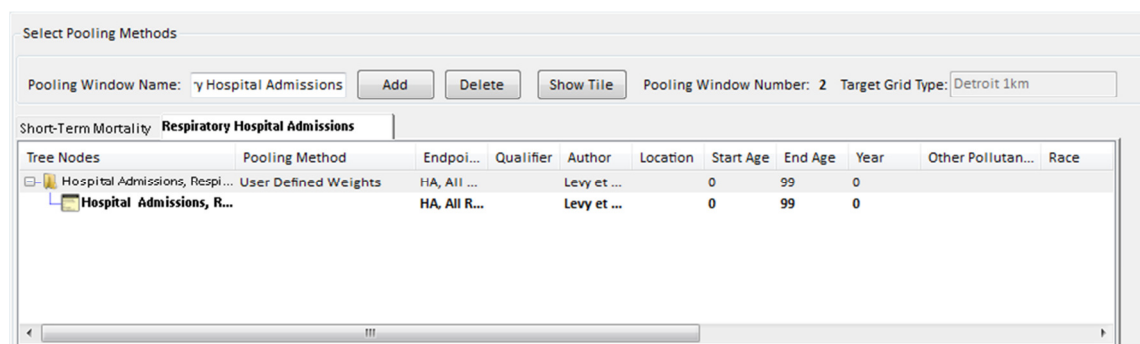 Select Pooling Methods
Pooling Window Name: y Hospital Admissions Add Delete Show Tile Pooling Window Number: 2 Target Grid Type: Detroit 1km
Short-Term Mortality Respiratory Hospital Admissions
Tree Nodes Pooling Method Endpoi... Qualifier Author Location Start Age End Age Year Other Pollutan... Race
Hospital Admissions, Respi... User Defined Weights HA, All ... Levy et ... 0 99 0
Hospital Admissions, R... HA, All R... Levy et ... 0 99 0